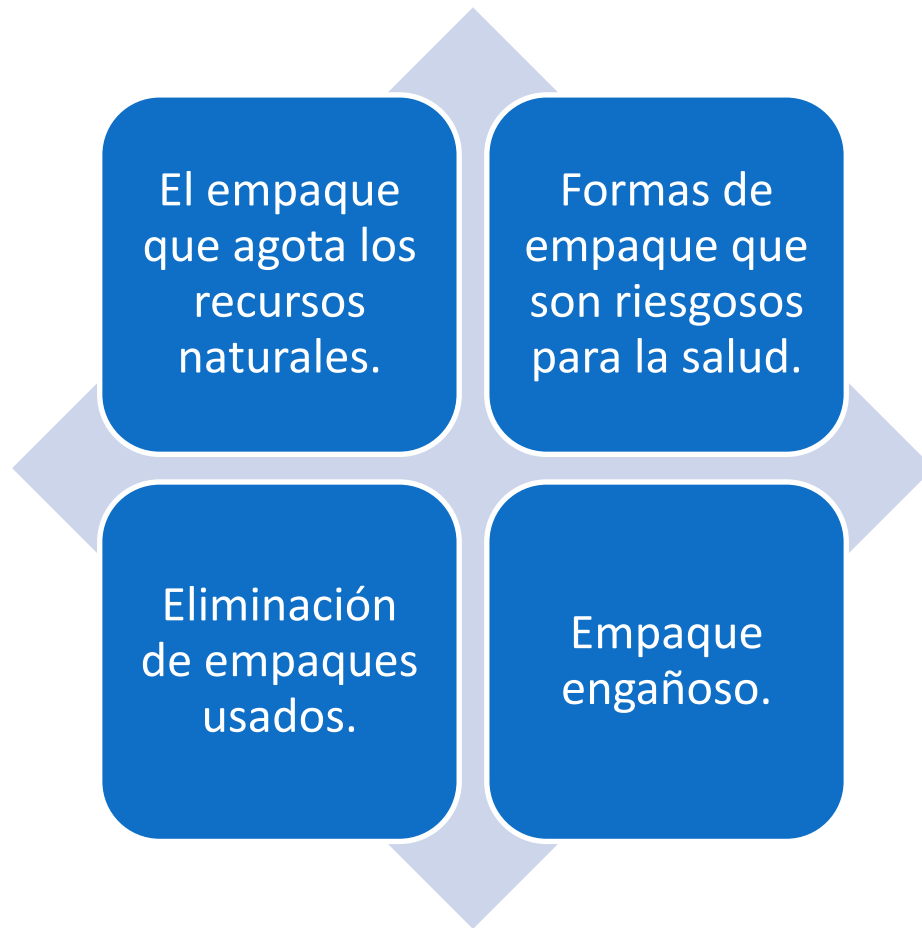 El empaque
que agota los
recursos
naturales.
Formas de
empaque que
son riesgosos
para la salud.
Eliminación
de empaques
usados.
Empaque
engañoso.